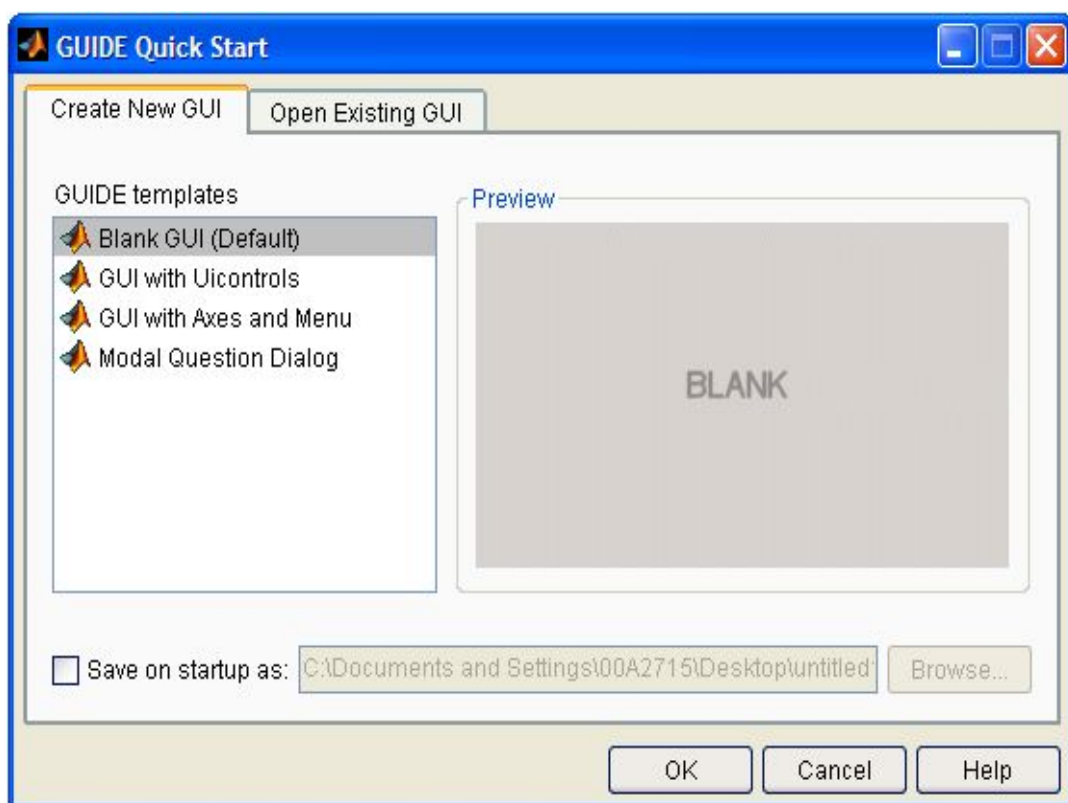 GUIDE Quick Start
Create New GUI
Open Existing GUI
GUIDE templates
Blank GUI (Default)
GUI with Uicontrols
GUI with Axes and Menu
Modal Question Dialog
Preview
BLANK
Save on startup as:
C:\Documents and Settings\00A2715\Desktop\untitled
Browse...
OK
Cancel
Help